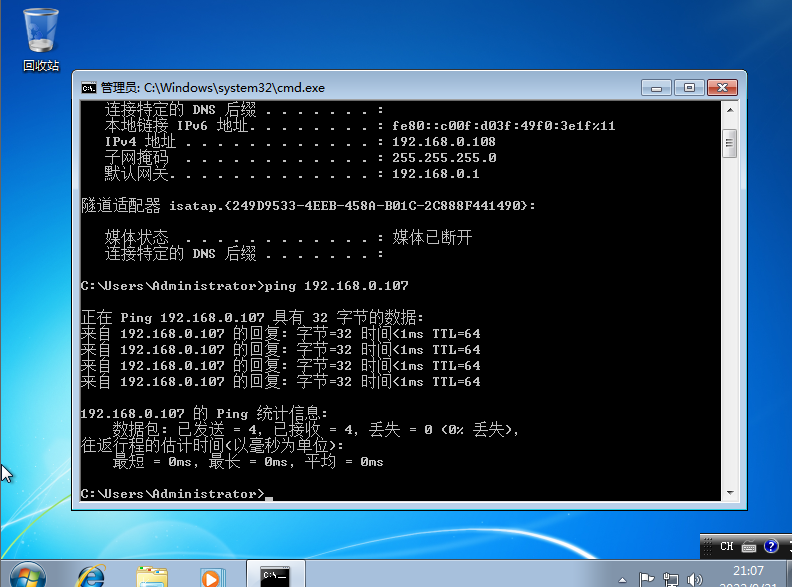 回收站
管理员: C:\Windows\system32\cmd.exe
连接特定的 DNS 后缀 . . . . . . . :
本地链接 IPv6 地址. . . . . . . . : fe80::c00f:d03f:49f0:3e1f%11
IPv4 地址 . . . . . . . . . . . . : 192.168.0.108
子网掩码 . . . . . . . . . . . . : 255.255.255.0
默认网关. . . . . . . . . . . . . : 192.168.0.1
隧道适配器 isatap.{249D9533-4EEB-458A-B01C-2C888F441490}:
媒体状态 . . . . . . . . . . . . : 媒体已断开
连接特定的 DNS 后缀 . . . . . . . :
C:\Users\Administrator>ping 192.168.0.107
正在 Ping 192.168.0.107 具有 32 字节的数据:
来自 192.168.0.107 的回复: 字节=32 时间<1ms TTL=64
来自 192.168.0.107 的回复: 字节=32 时间<1ms TTL=64
来自 192.168.0.107 的回复: 字节=32 时间<1ms TTL=64
来自 192.168.0.107 的回复: 字节=32 时间<1ms TTL=64
192.168.0.107 的 Ping 统计信息:
数据包: 已发送 = 4，已接收 = 4，丢失 = 0 (0% 丢失)，
往返行程的估计时间(以毫秒为单位):
最短 = 0ms，最长 = 0ms，平均 = 0ms
C:\Users\Administrator>
CH
C:\
21:07